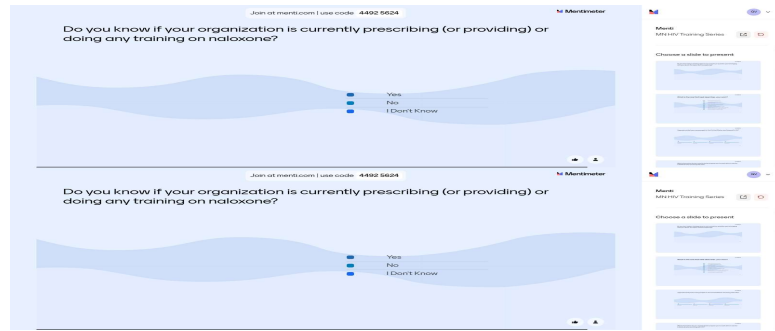 Join at menti.com | use code 4492 5624
Mentimeter
Do you know if your organization is currently prescribing (or providing) or
doing any training on naloxone?
Yes
No
I Don't Know
Menti
MN HIV Training Series
Choose a slide to present
Join at menti.com | use code 4492 5624
Mentimeter
Do you know if your organization is currently prescribing (or providing) or
doing any training on naloxone?
Yes
No
I Don't Know
Menti
MN HIV Training Series
Choose a slide to present